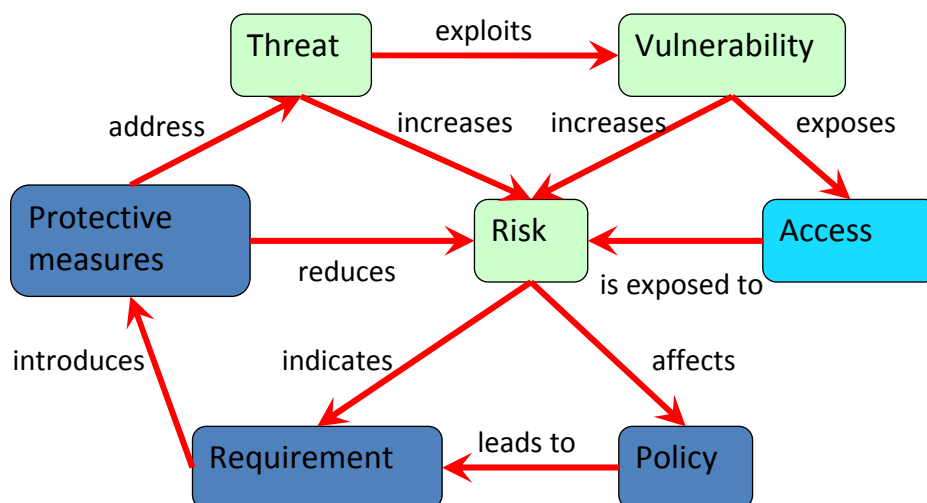 Threat
exploits
Vulnerability
address
increases
increases
exposes
Protective
measures
Risk
Access
reduces
is exposed to
introduces
indicates
affects
Requirement
leads to
Policy